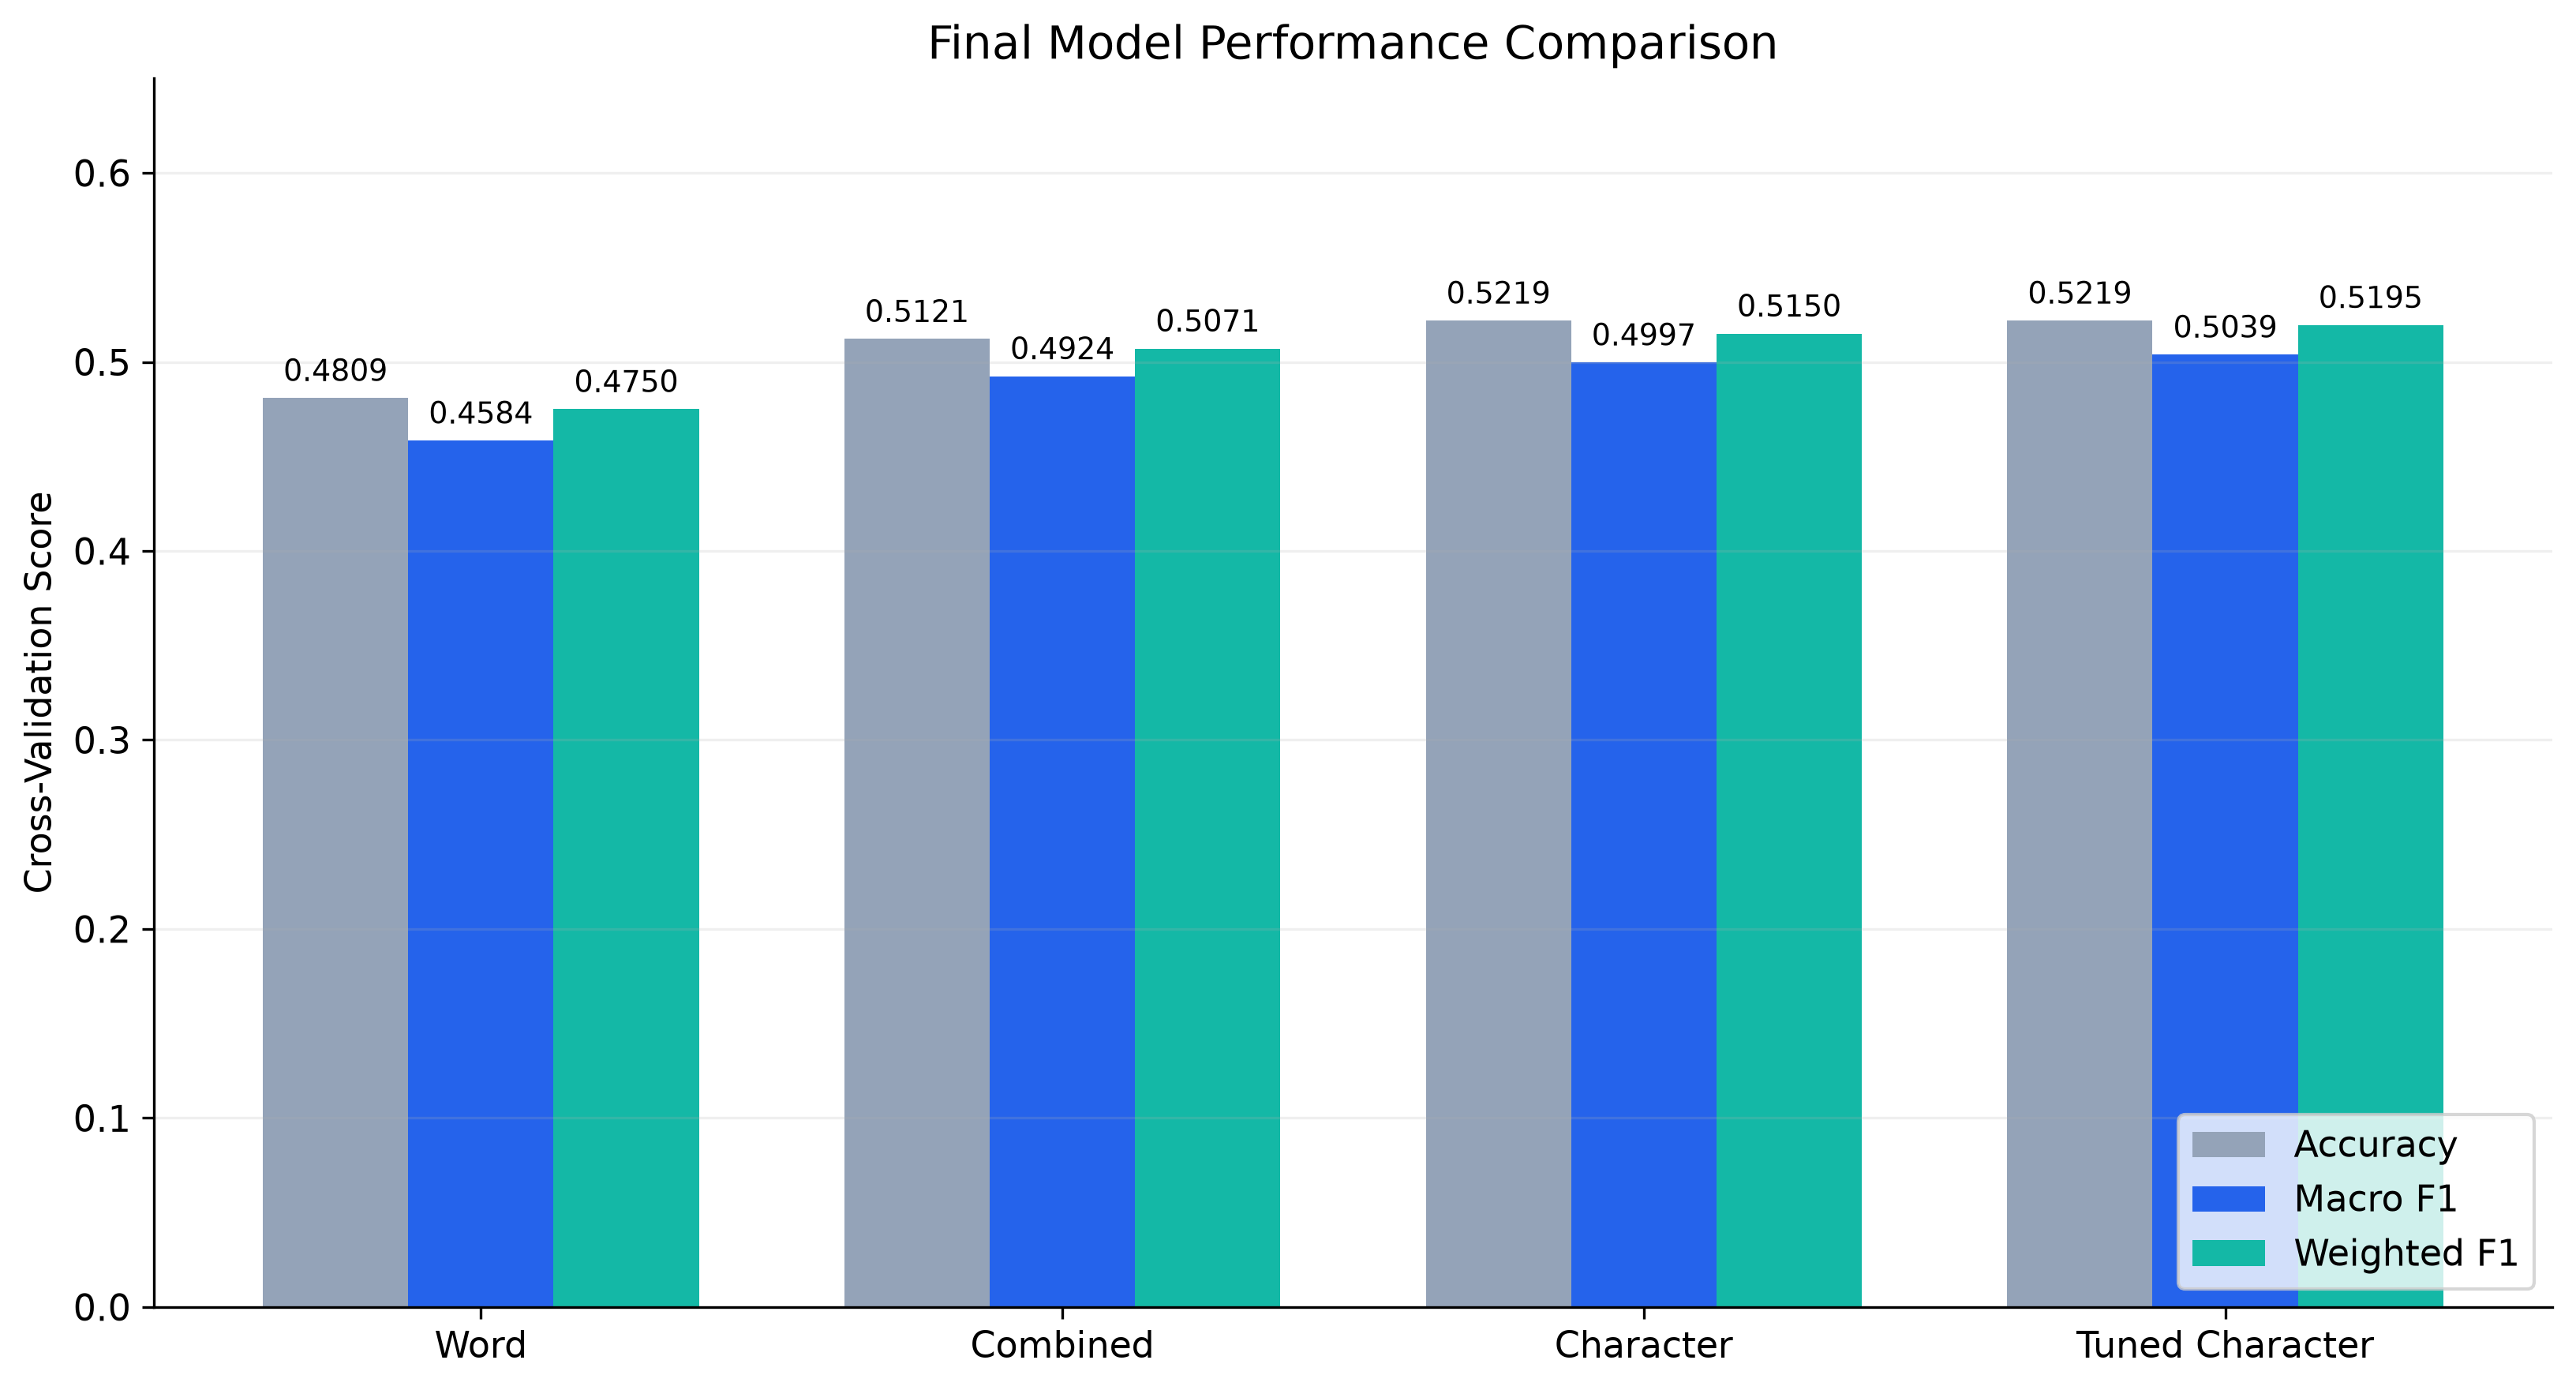 Final Model Performance Comparison
Cross-Validation Score
0.6
0.5
0.4
0.3
0.2
0.1
0.0
0.4809
0.4584
0.4750
0.5121
0.4924
0.5071
0.5219
0.4997
0.5150
0.5219
0.5039
0.5195
Word
Combined
Character
Tuned Character
Accuracy
Macro F1
Weighted F1